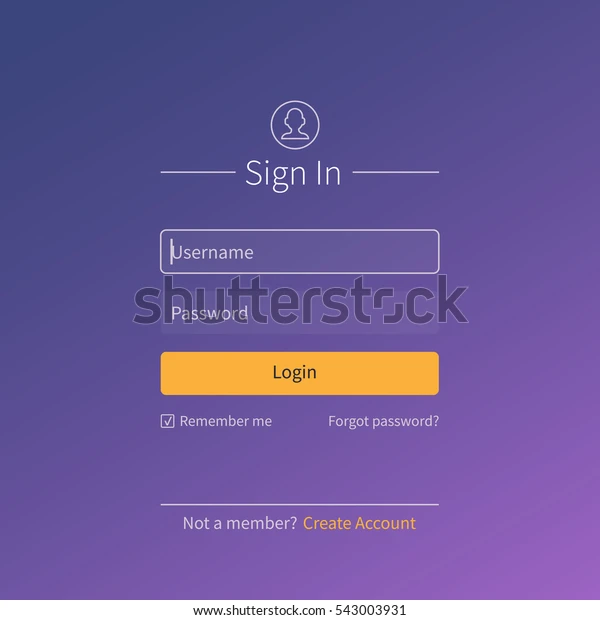 Sign In
Username
shutterstock
Password
Login
Remember me Forgot password?
Not a member? Create Account
www.shutterstock.com · 543003931